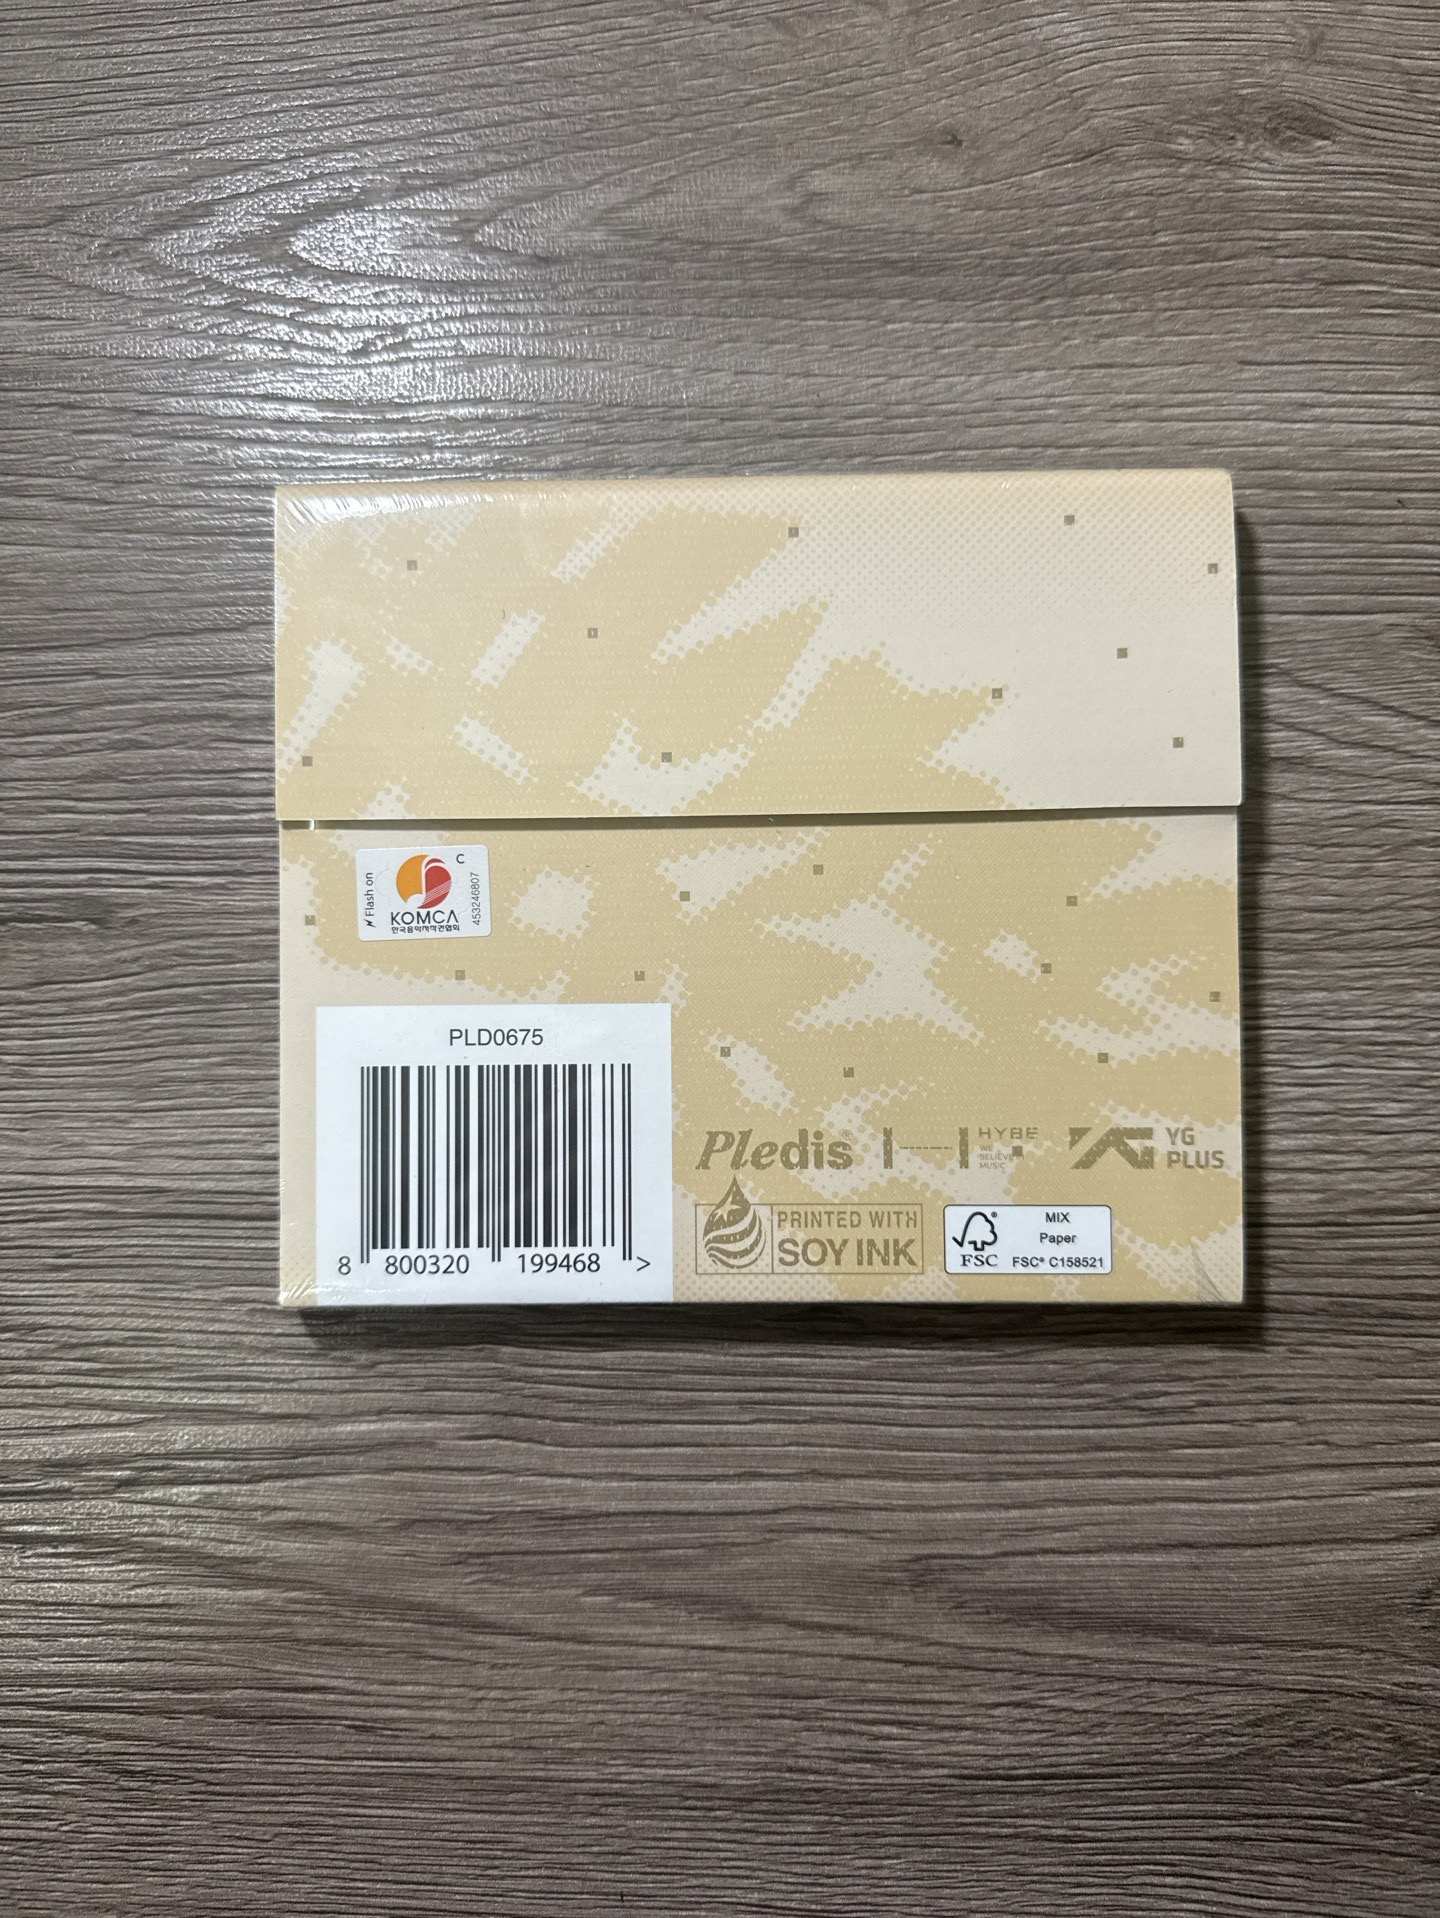 Flash on
C
KOMCA
한국음악저작권협회
453246807
PLD0675
8 800320 199468 >
Pledis®
HYBE
WE
BELIEVE IN
MUSIC
YG
PLUS
PRINTED WITH
SOY INK
FSC
MIX
Paper
FSC® C158521